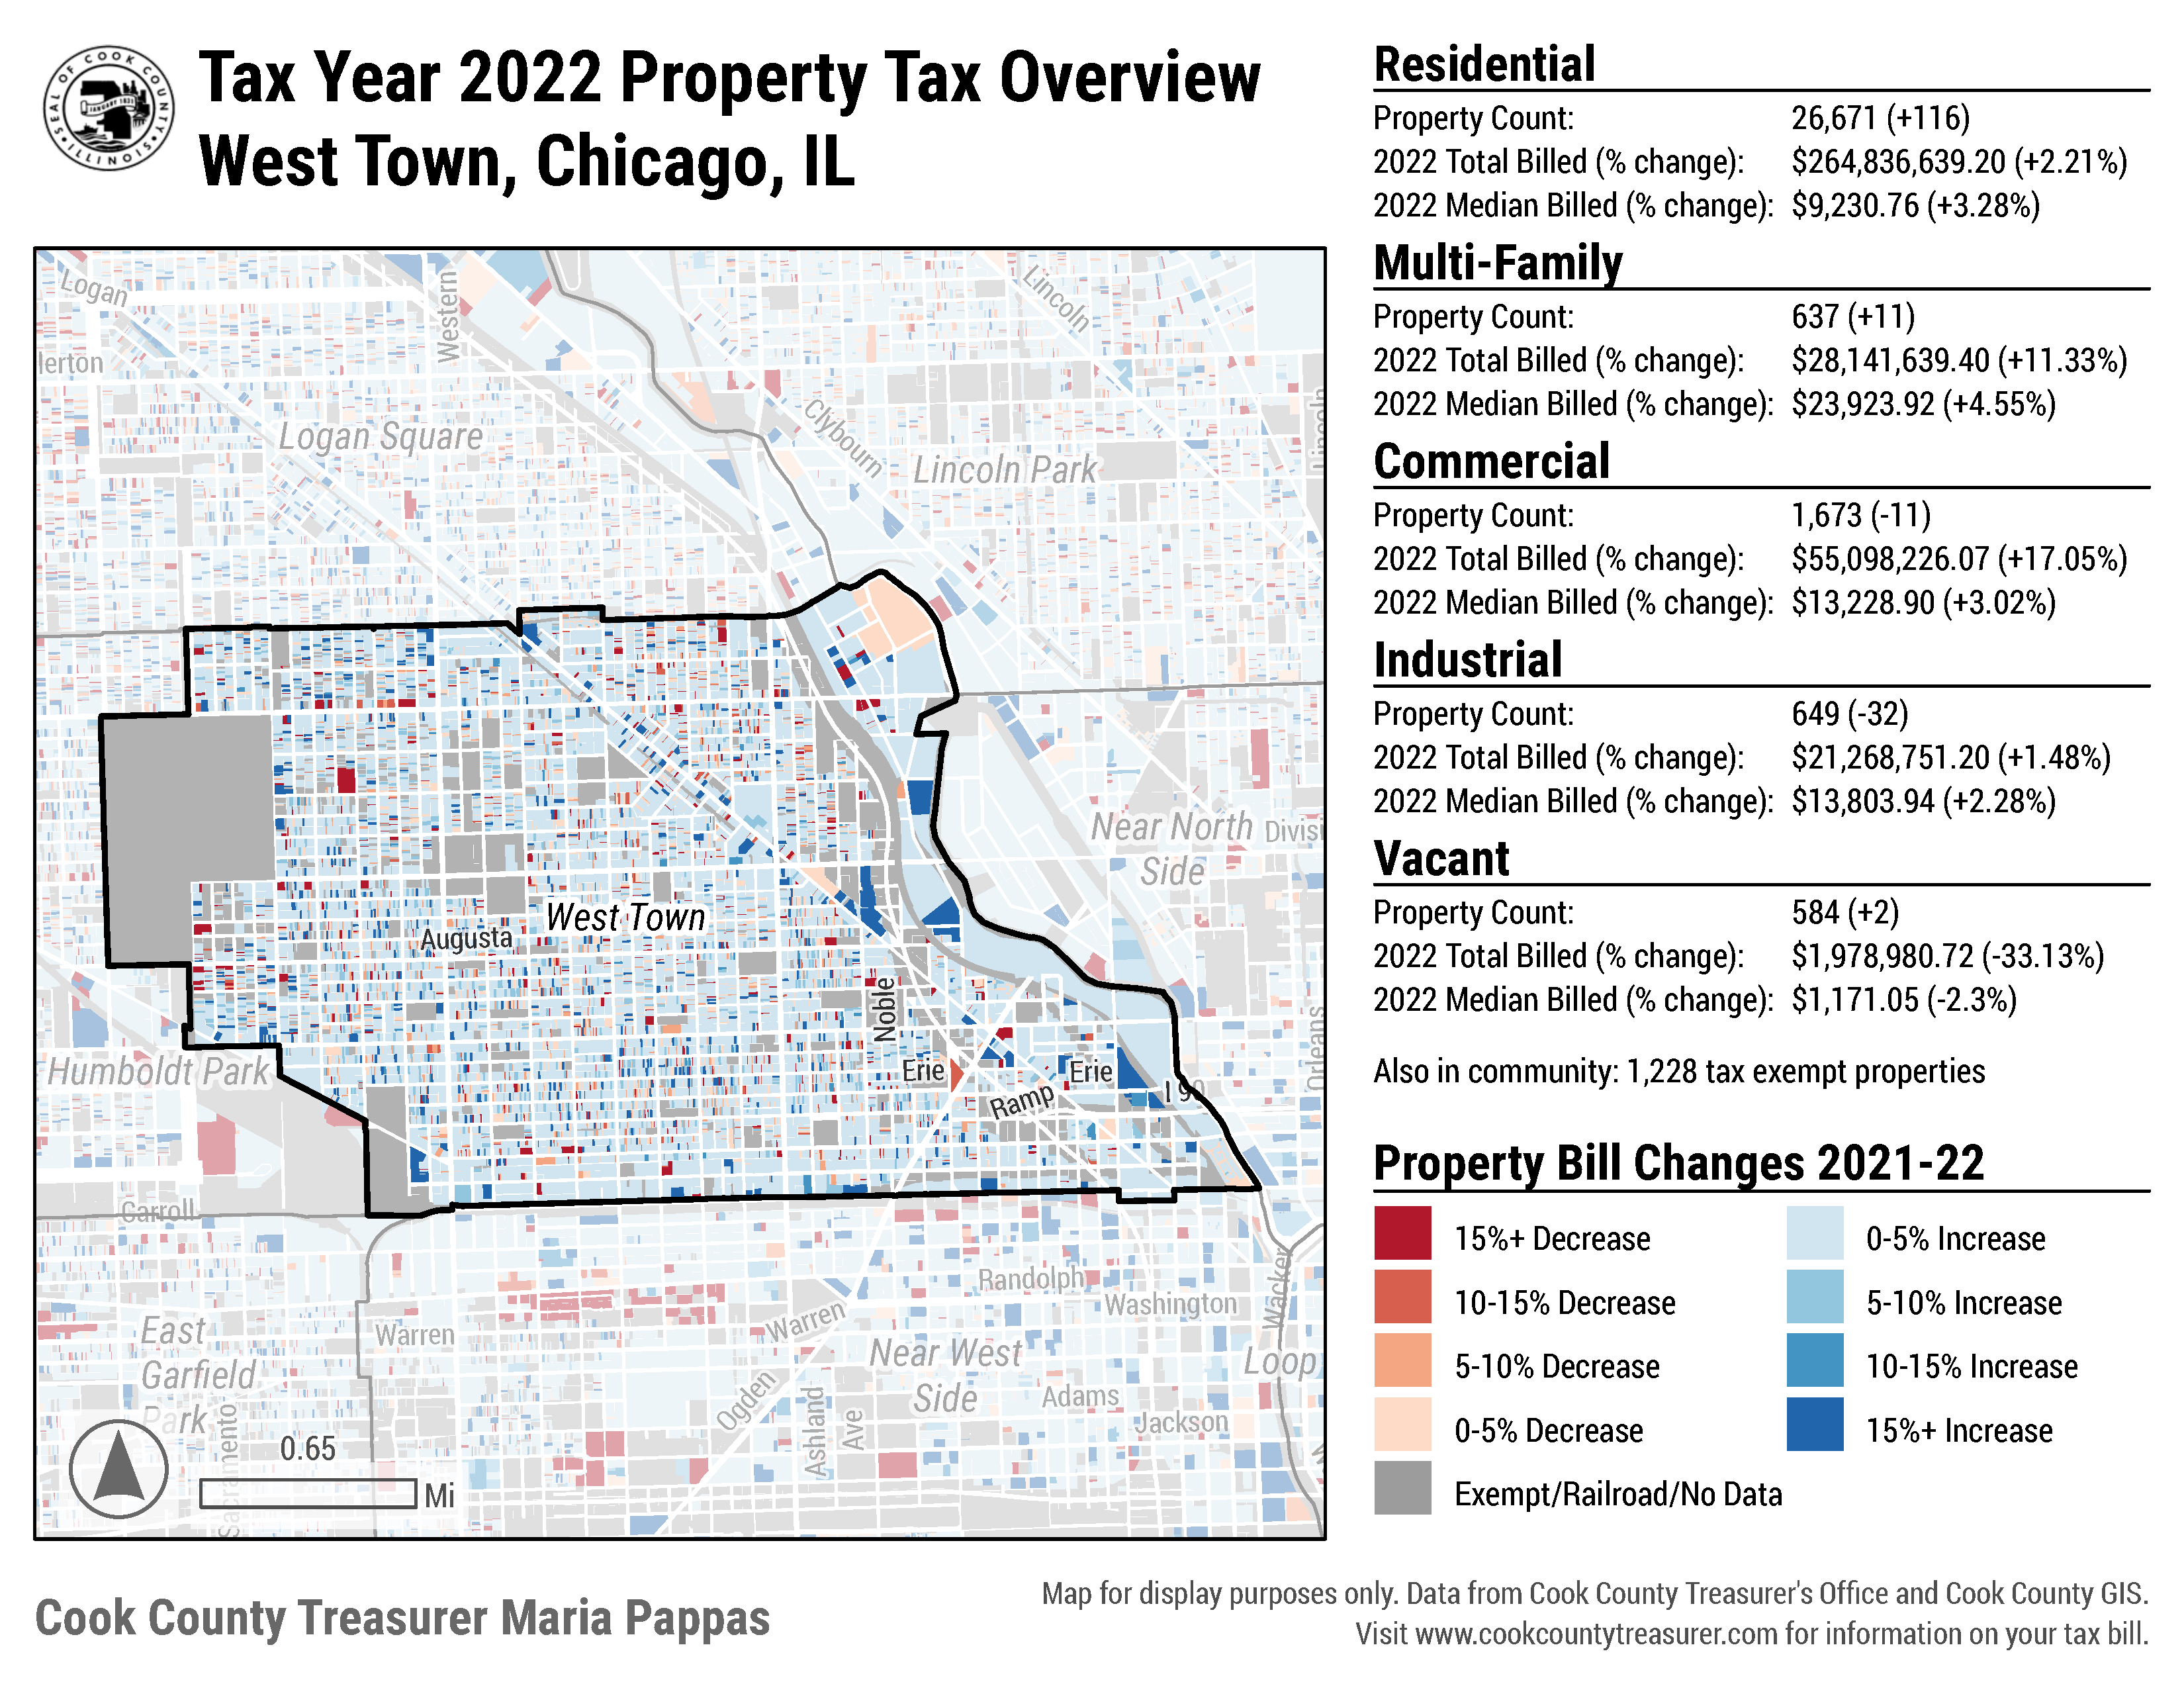 SEAL OF COOK COUNTY
ILLINOIS
JANUARY 1831
Tax Year 2022 Property Tax Overview
West Town, Chicago, IL
Logan
Western
Lincoln
lerton
Clybourn
Lincoln
Logan Square
Lincoln Park
Near North
Side
Divisi
West Town
Augusta
Noble
Orleans
Humboldt Park
Erie
Erie
Ramp
I 90
Carroll
Randolph
Washington
Wacker
East
Garfield
Park
Warren
Warren
Near West
Side
Loop
Ogden
Ashland
Ave
Adams
Jackson
Sacramento
0.65
Mi
Residential
Property Count: 26,671 (+116)
2022 Total Billed (% change): $264,836,639.20 (+2.21%)
2022 Median Billed (% change): $9,230.76 (+3.28%)
Multi-Family
Property Count: 637 (+11)
2022 Total Billed (% change): $28,141,639.40 (+11.33%)
2022 Median Billed (% change): $23,923.92 (+4.55%)
Commercial
Property Count: 1,673 (-11)
2022 Total Billed (% change): $55,098,226.07 (+17.05%)
2022 Median Billed (% change): $13,228.90 (+3.02%)
Industrial
Property Count: 649 (-32)
2022 Total Billed (% change): $21,268,751.20 (+1.48%)
2022 Median Billed (% change): $13,803.94 (+2.28%)
Vacant
Property Count: 584 (+2)
2022 Total Billed (% change): $1,978,980.72 (-33.13%)
2022 Median Billed (% change): $1,171.05 (-2.3%)
Also in community: 1,228 tax exempt properties
Property Bill Changes 2021-22
15%+ Decrease
10-15% Decrease
5-10% Decrease
0-5% Decrease
Exempt/Railroad/No Data
0-5% Increase
5-10% Increase
10-15% Increase
15%+ Increase
Cook County Treasurer Maria Pappas
Map for display purposes only. Data from Cook County Treasurer's Office and Cook County GIS.
Visit www.cookcountytreasurer.com for information on your tax bill.